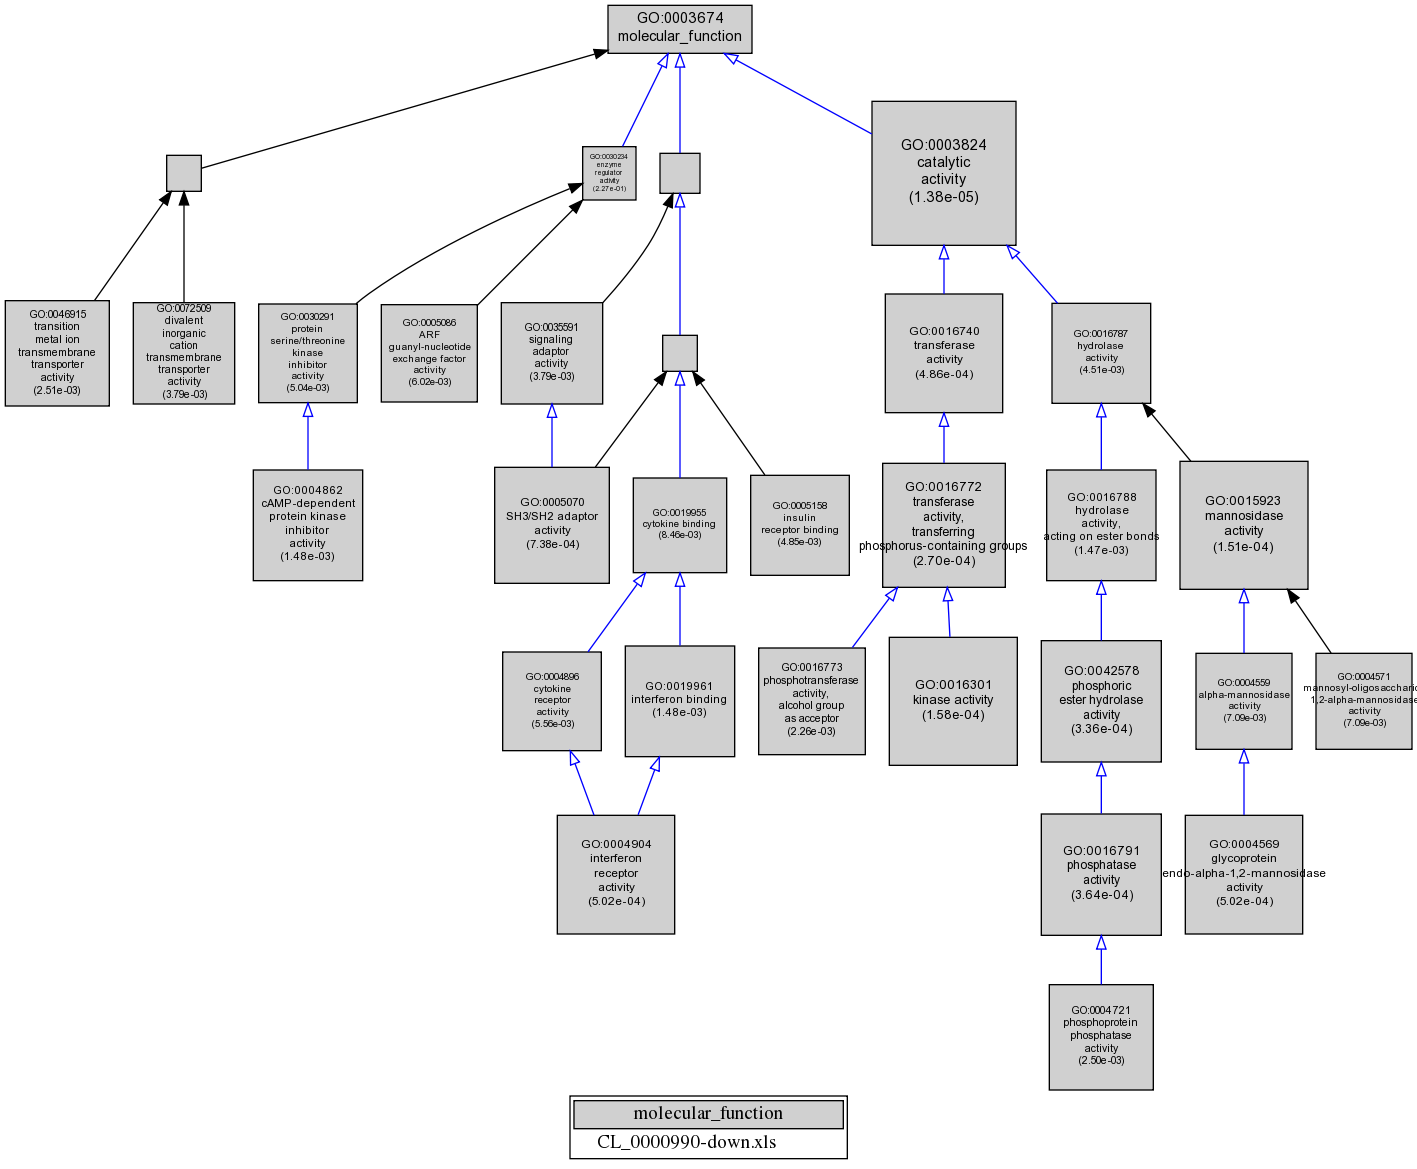 GO:0003674
molecular_function
GO:0003824
catalytic
activity
(1.38e-05)
GO:0030234
enzyme
regulator
activity
(2.27e-01)
GO:0046915
transition
metal ion
transmembrane
transporter
activity
(2.51e-03)
GO:0072509
divalent
inorganic
cation
transmembrane
transporter
activity
(3.79e-03)
GO:0030291
protein
serine/threonine
kinase
inhibitor
activity
(5.04e-03)
GO:0005086
ARF
guanyl-nucleotide
exchange factor
activity
(6.02e-03)
GO:0035591
signaling
adaptor
activity
(3.79e-03)
GO:0016740
transferase
activity
(4.86e-04)
GO:0016787
hydrolase
activity
(4.51e-03)
GO:0004862
cAMP-dependent
protein kinase
inhibitor
activity
(1.48e-03)
GO:0005070
SH3/SH2 adaptor
activity
(7.38e-04)
GO:0019955
cytokine binding
(8.46e-03)
GO:0005158
insulin
receptor binding
(4.85e-03)
GO:0016772
transferase
activity,
transferring
phosphorus-containing groups
(2.70e-04)
GO:0016788
hydrolase
activity,
acting on ester bonds
(1.47e-03)
GO:0015923
mannosidase
activity
(1.51e-04)
GO:0004896
cytokine
receptor
activity
(5.56e-03)
GO:0019961
interferon binding
(1.48e-03)
GO:0016773
phosphotransferase
activity,
alcohol group
as acceptor
(2.26e-03)
GO:0016301
kinase activity
(1.58e-04)
GO:0042578
phosphoric
ester hydrolase
activity
(3.36e-04)
GO:0004559
alpha-mannosidase
activity
(7.09e-03)
GO:0004571
mannosyl-oligosaccharide
1,2-alpha-mannosidase
activity
(7.09e-03)
GO:0004904
interferon
receptor
activity
(5.02e-04)
GO:0016791
phosphatase
activity
(3.64e-04)
GO:0004569
glycoprotein
endo-alpha-1,2-mannosidase
activity
(5.02e-04)
GO:0004721
phosphoprotein
phosphatase
activity
(2.50e-03)
molecular_function
CL_0000990-down.xls